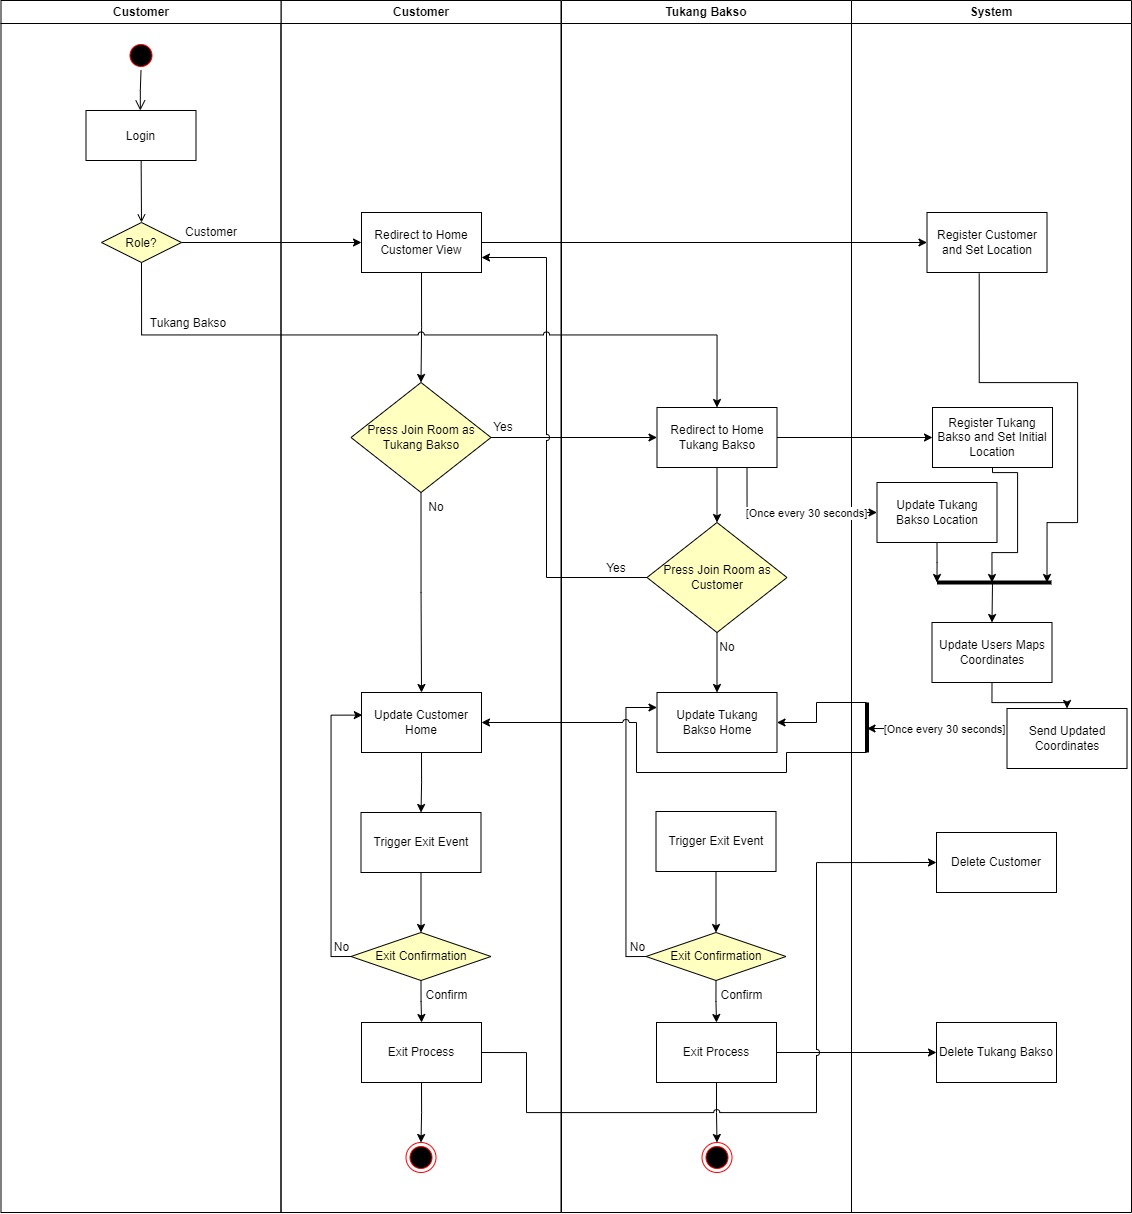 Customer
Customer
Tukang Bakso
System
Login
Role?
Customer
Redirect to Home
Customer View
Register Customer
and Set Location
Tukang Bakso
Press Join Room as
Tukang Bakso
Yes
Redirect to Home
Tukang Bakso
Register Tukang
Bakso and Set Initial
Location
No
[Once every 30 seconds]
Update Tukang
Bakso Location
Yes
Press Join Room as
Customer
No
Update Users Maps
Coordinates
Update Customer
Home
Update Tukang
Bakso Home
[Once every 30 seconds]
Send Updated
Coordinates
Trigger Exit Event
Trigger Exit Event
Delete Customer
No
Exit Confirmation
No
Exit Confirmation
Confirm
Confirm
Exit Process
Exit Process
Delete Tukang Bakso